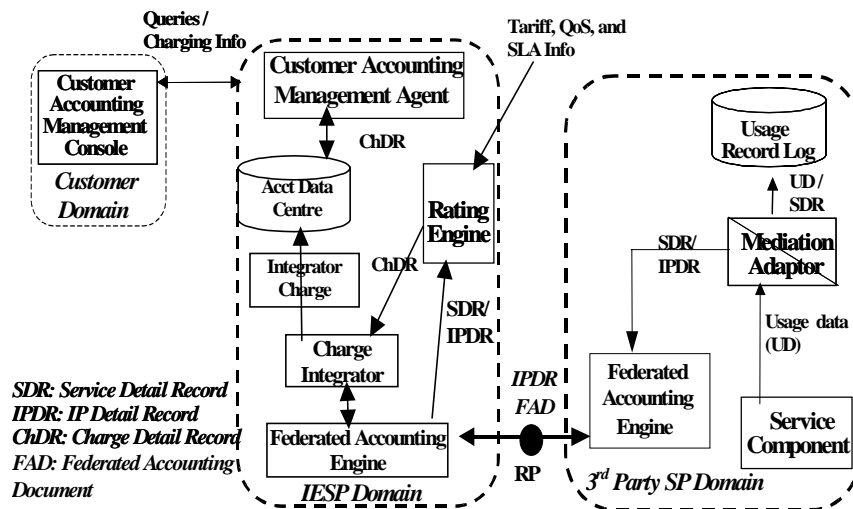 Queries /
Charging Info
Customer
Accounting
Management
Console
Customer
Domain
Customer Accounting
Management Agent
ChDR
Acct Data
Centre
Integrator
Charge
ChDR
Rating
Engine
SDR/
IPDR
Charge
Integrator
Federated Accounting
Engine
IESP Domain
Tariff, QoS, and
SLA Info
IPDR
FAD
RP
Usage
Record Log
UD /
SDR
SDR/
IPDR
Mediation
Adaptor
Usage data
(UD)
Federated
Accounting
Engine
Service
Component
3rd Party SP Domain
SDR: Service Detail Record
IPDR: IP Detail Record
ChDR: Charge Detail Record
FAD: Federated Accounting
Document